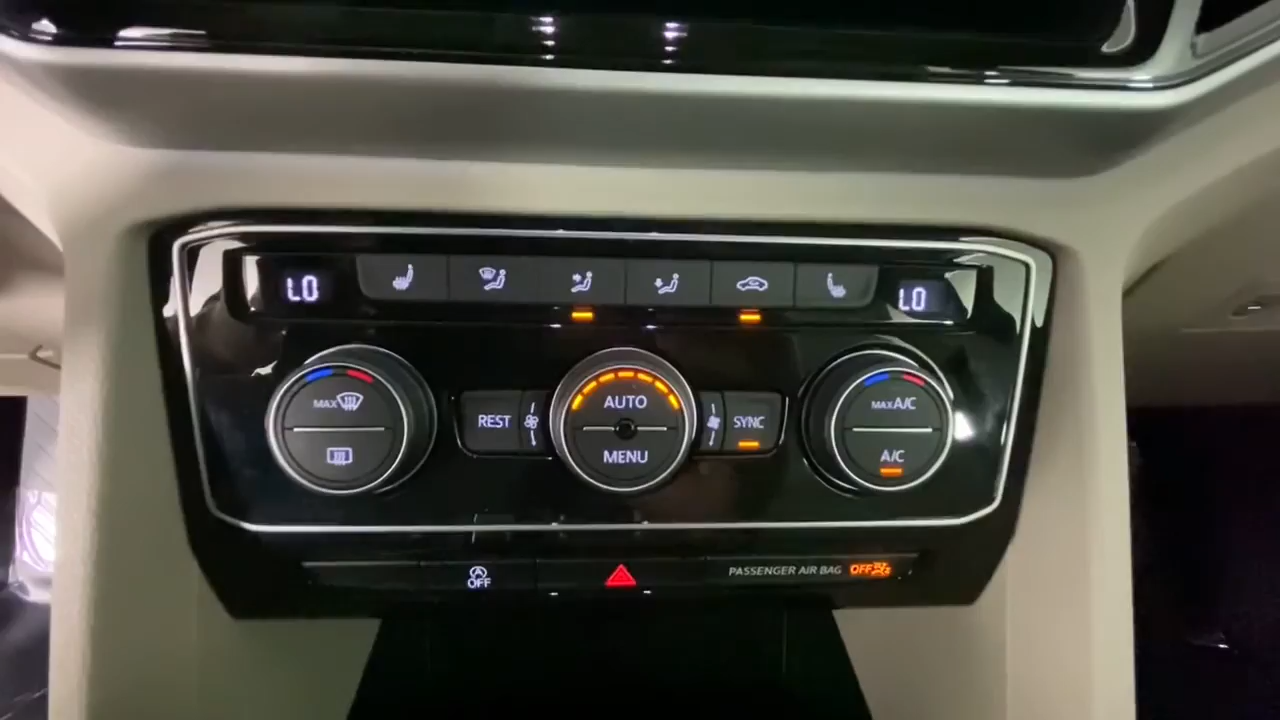 LO LO
MAX
REST AUTO SYNC MAX A/C
MENU A/C
OFF PASSENGER AIR BAG OFF